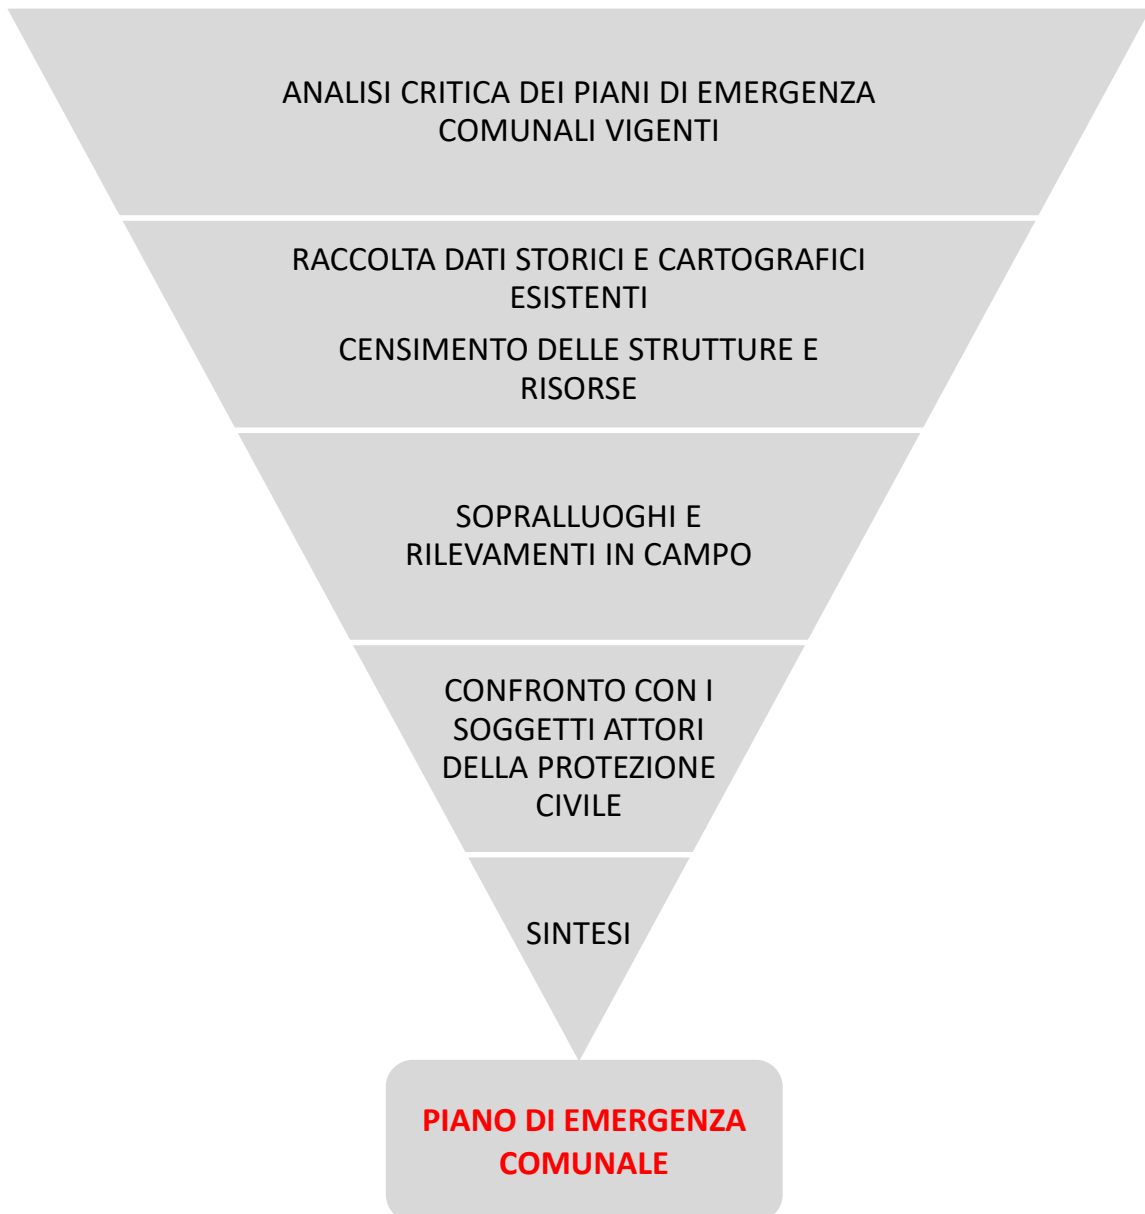 ANALISI CRITICA DEI PIANI DI EMERGENZA
COMUNALI VIGENTI
RACCOLTA DATI STORICI E CARTOGRAFICI
ESISTENTI
CENSIMENTO DELLE STRUTTURE E
RISORSE
SOPRALLUOGHI E
RILEVAMENTI IN CAMPO
CONFRONTO CON I
SOGGETTI ATTORI
DELLA PROTEZIONE
CIVILE
SINTESI
PIANO DI EMERGENZA
COMUNALE